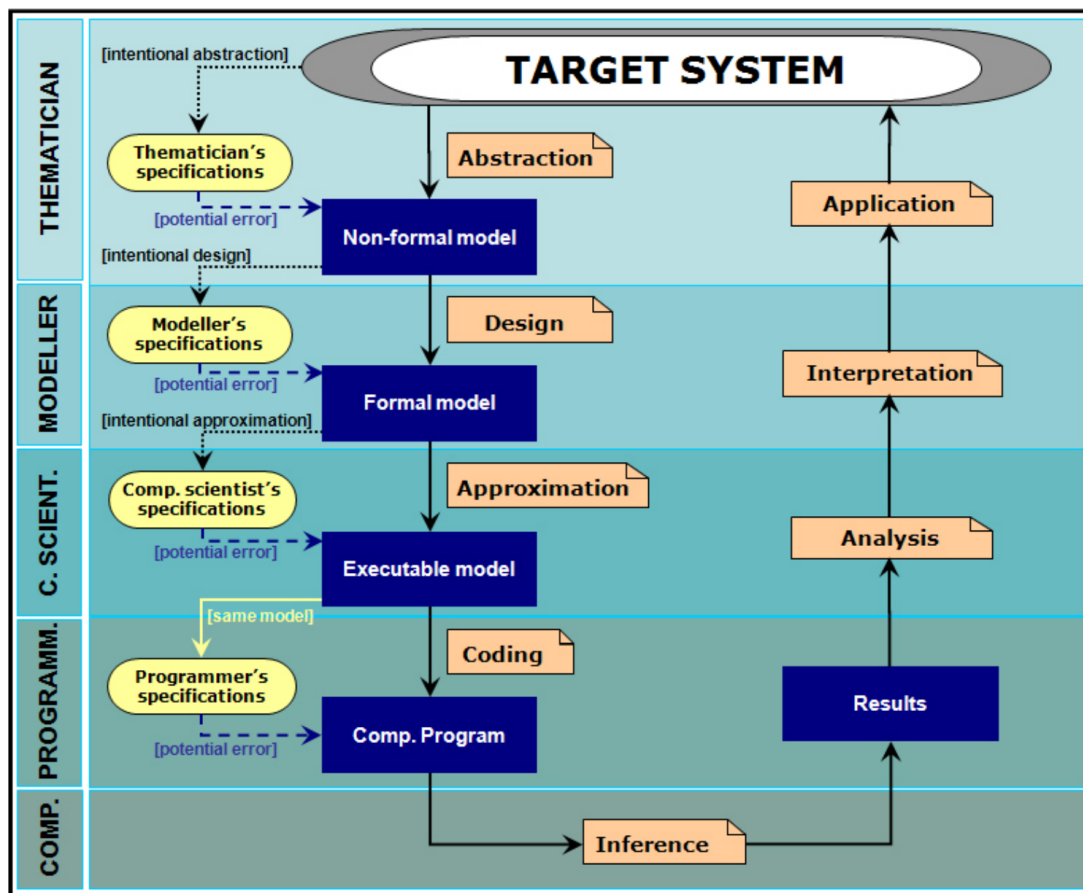 [intentional abstraction]
TARGET SYSTEM
THEMATICIAN
Thematician's
specifications
Abstraction
[potential error]
Non-formal model
Application
[intentional design]
MODELLER
Modeller's
specifications
Design
[potential error]
Formal model
Interpretation
[intentional approximation]
C. SCIENT.
Comp. scientist's
specifications
Approximation
[potential error]
Executable model
Analysis
[same model]
PROGRAMM.
Programmer's
specifications
Coding
[potential error]
Comp. Program
Results
COMP.
Inference